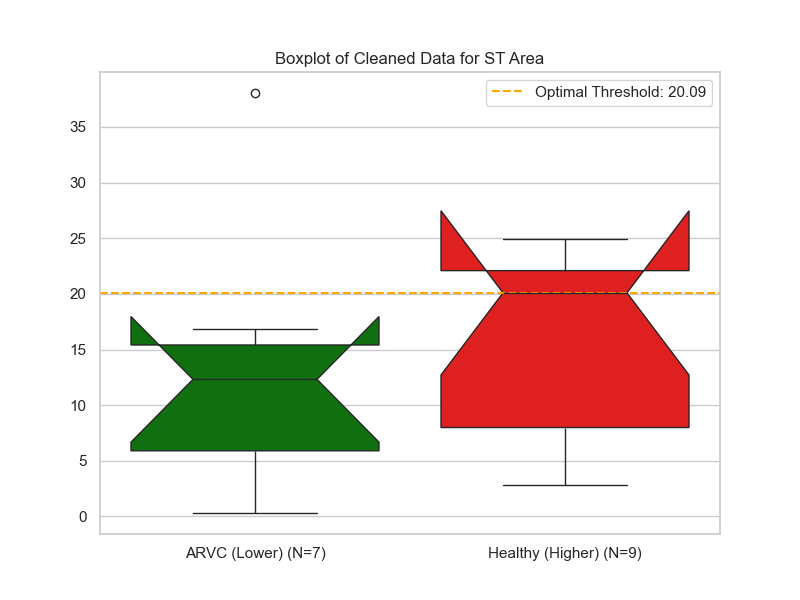 Boxplot of Cleaned Data for ST Area
Optimal Threshold: 20.09
35
30
25
20
15
10
5
0
ARVC (Lower) (N=7)
Healthy (Higher) (N=9)